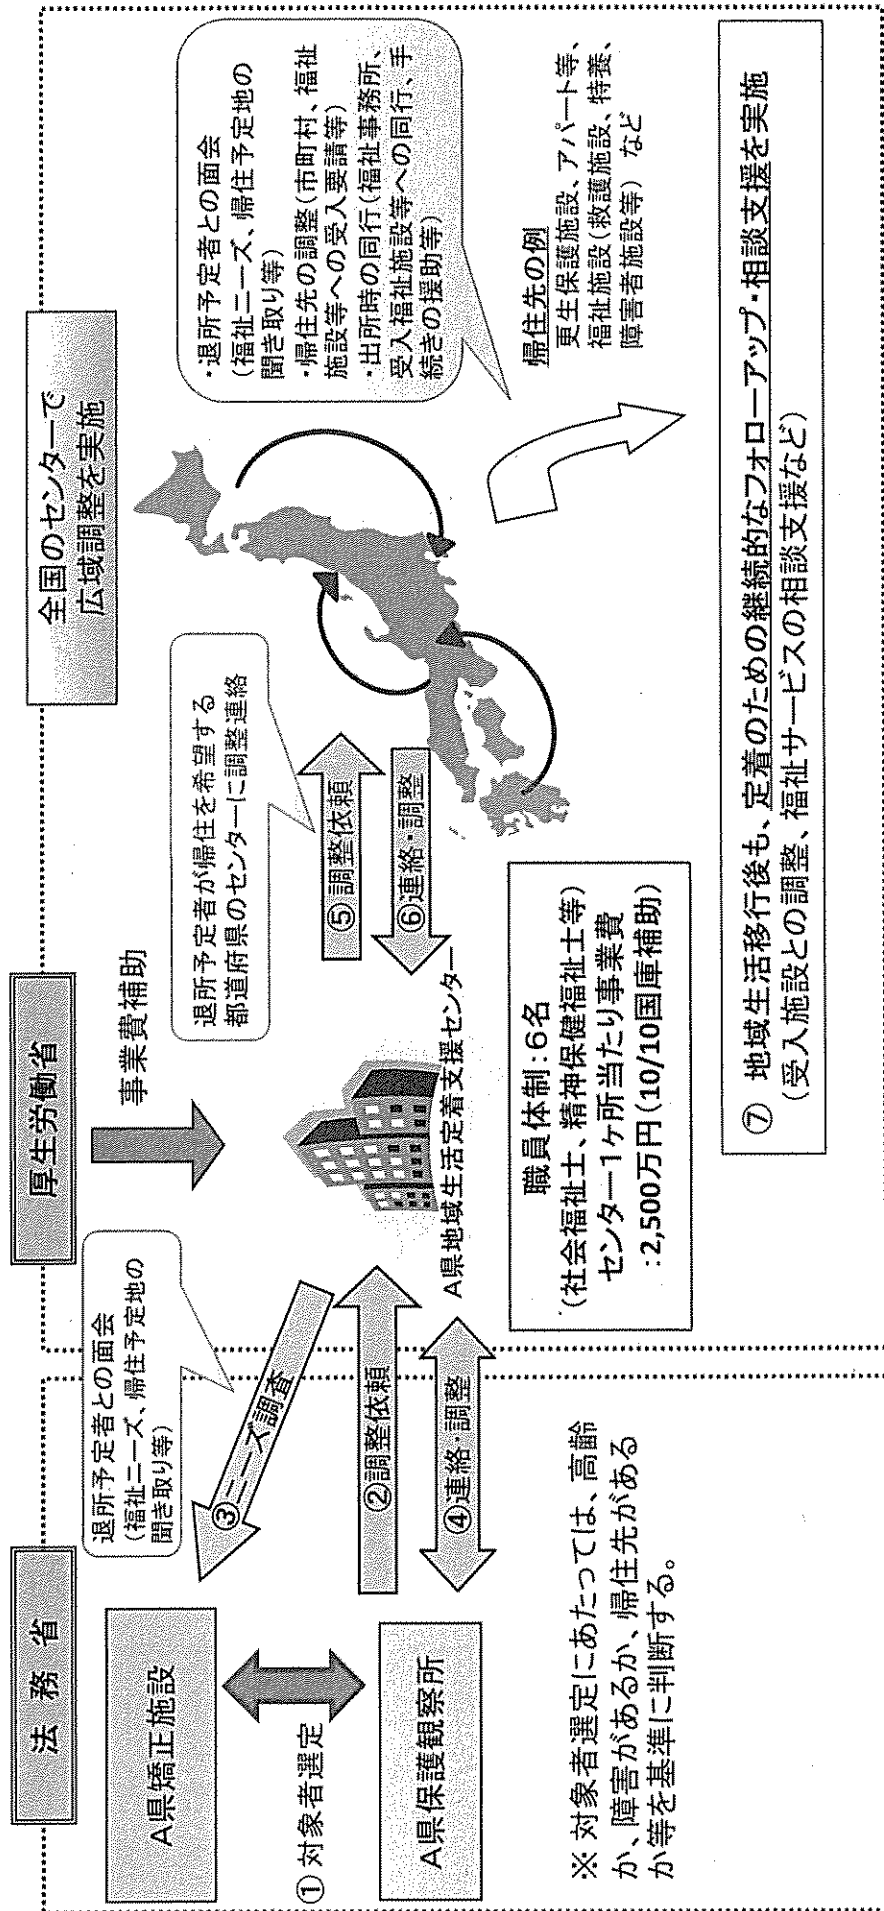 法務省
A県矯正施設
① 対象者選定
A県保護観察所
※ 対象者選定にあたっては、高齢
か、障害があるか、帰住先がある
か等を基準に判断する。
退所予定者との面会
(福祉ニーズ、帰住予定地の
聞き取り等)
③ニーズ調査
②調整依頼
④連絡・調整
厚生労働省
事業費補助
A県地域生活定着支援センター
職員体制:6名
(社会福祉士、精神保健福祉士等)
センター1ヶ所当たり事業費
:2,500万円(10/10国庫補助)
退所予定者が帰住を希望する
都道府県のセンターに調整連絡
⑤調整依頼
⑥連絡・調整
全国のセンターで
広域調整を実施
・退所予定者との面会
(福祉ニーズ、帰住予定地の
聞き取り等)
・帰住先の調整(市町村、福祉
施設等への受入要請等)
・出所時の同行(福祉事務所、
受入福祉施設等への同行、手
続きの援助等)
帰住先の例
更生保護施設、アパート等、
福祉施設(救護施設、特養、
障害者施設等) など
⑦ 地域生活移行後も、定着のための継続的なフォローアップ・相談支援を実施
(受入施設との調整、福祉サービスの相談支援など)